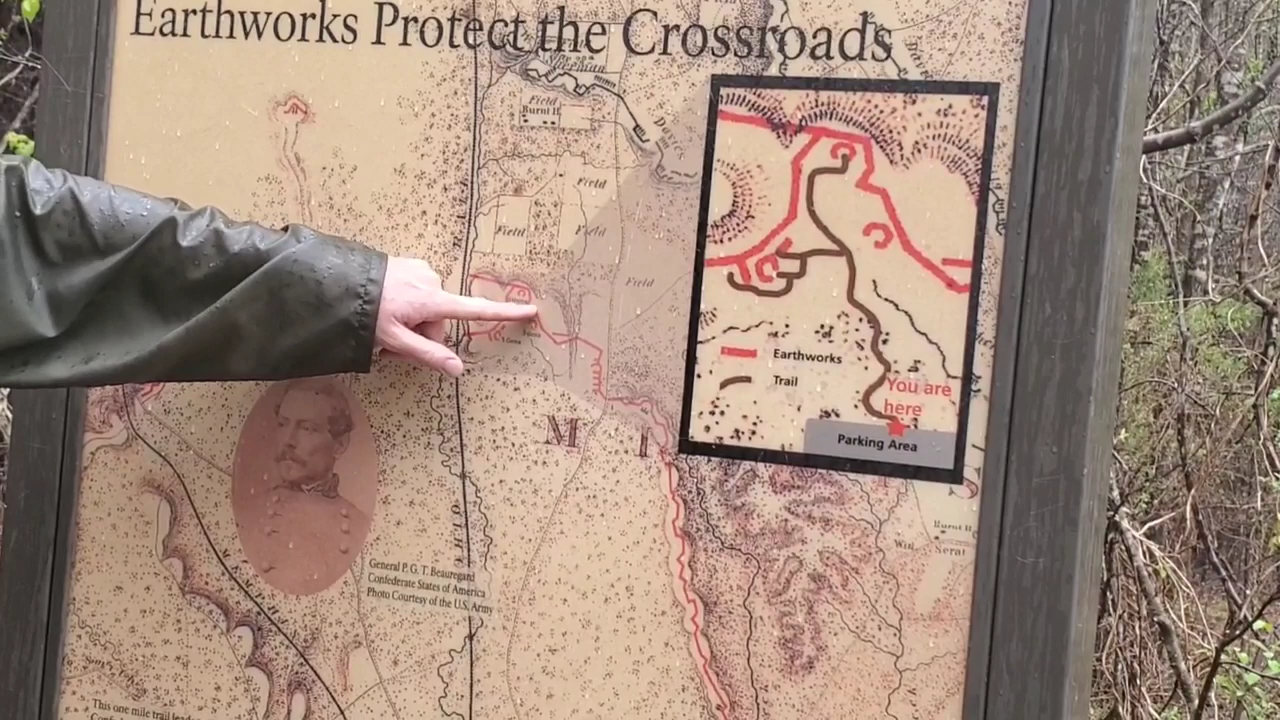 Earthworks Protect the Crossroads
Sherman
Field
Burnt H.
Field
Field
Field
Field
Earthworks
Trail
You are
here
Parking Area
M I
General P. G. T. Beauregard
Confederate States of America
Photo Courtesy of the U.S. Army
Burnt H.
This one mile trail